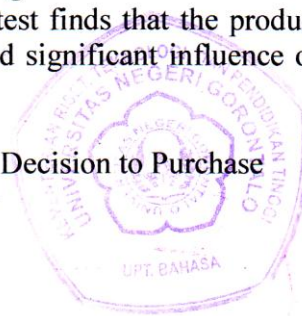 test finds that the produ
d significant influence o
Decision to Purchase
UNIVERSITAS NEGERI GORONTALO
UPT. BAHASA